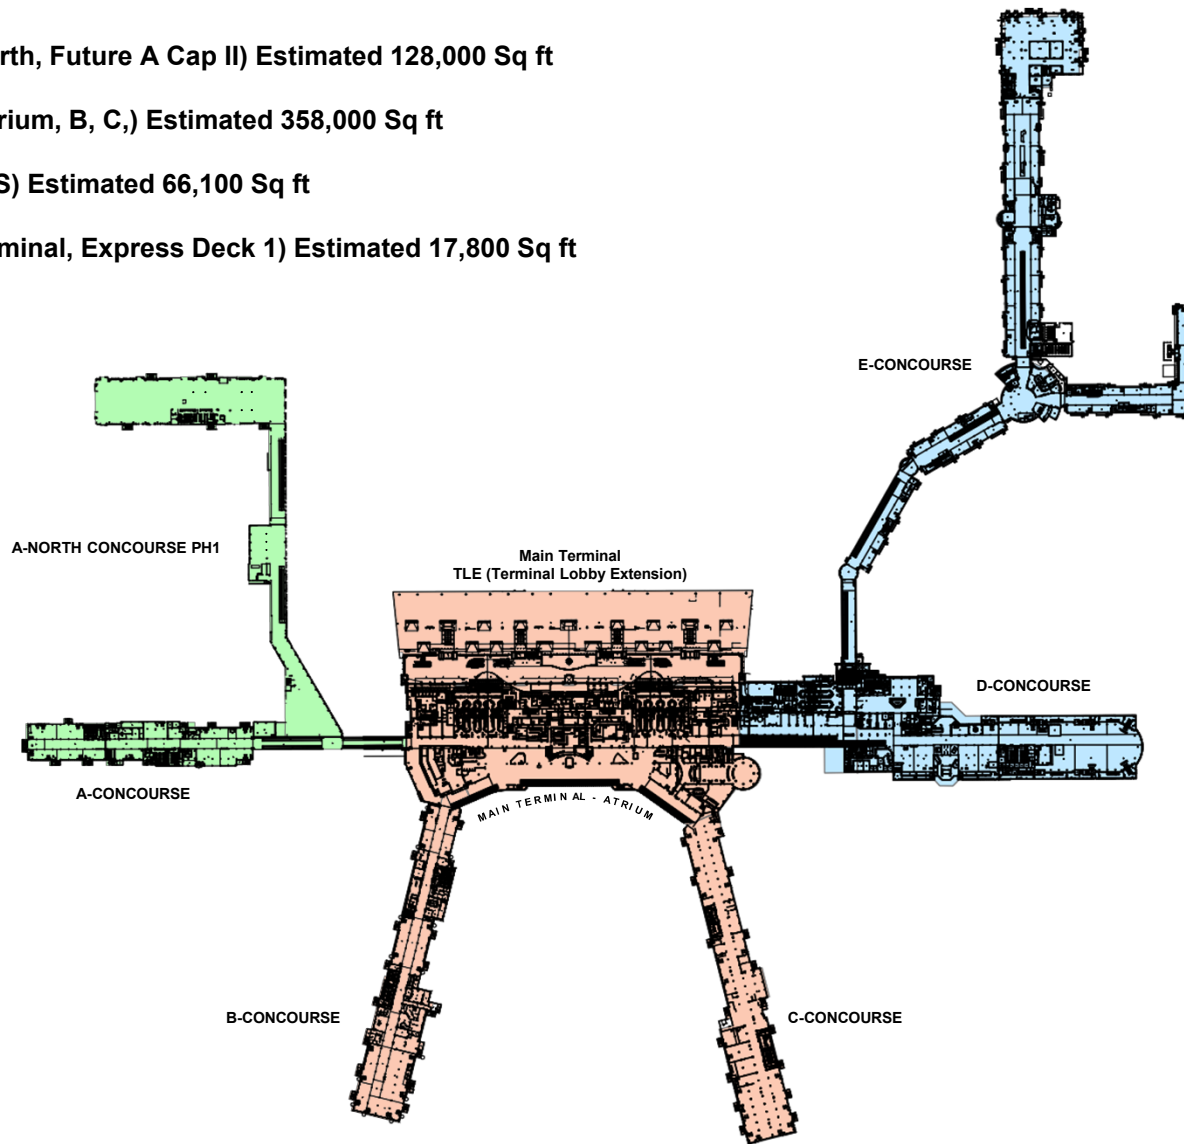 rth, Future A Cap II) Estimated 128,000 Sq ft
rium, B, C,) Estimated 358,000 Sq ft
S) Estimated 66,100 Sq ft
minal, Express Deck 1) Estimated 17,800 Sq ft
E-CONCOURSE
A-NORTH CONCOURSE PH1
Main Terminal
TLE (Terminal Lobby Extension)
D-CONCOURSE
A-CONCOURSE
MAIN TERMINAL - ATRIUM
B-CONCOURSE
C-CONCOURSE